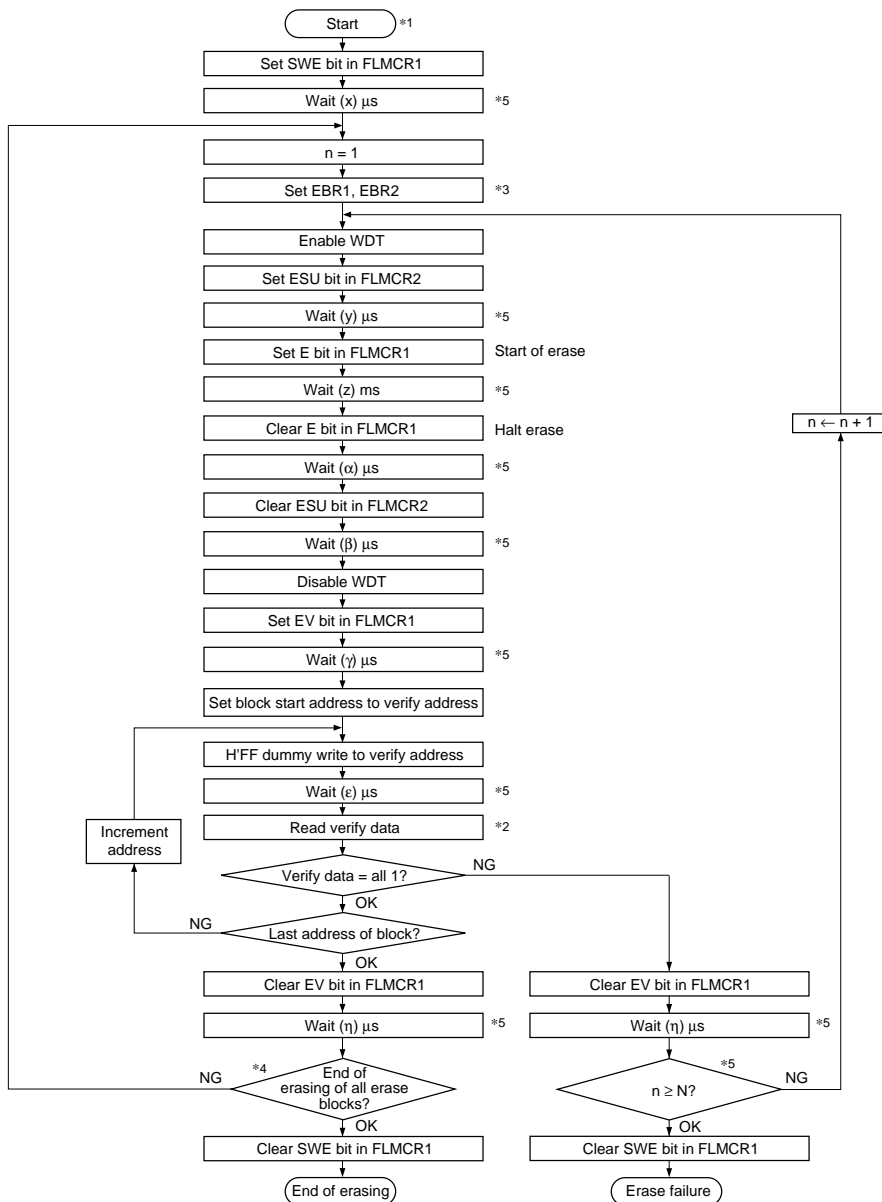 Start *1
Set SWE bit in FLMCR1
Wait (x) μs *5
n = 1
Set EBR1, EBR2 *3
Enable WDT
Set ESU bit in FLMCR2
Wait (y) μs *5
Set E bit in FLMCR1 Start of erase
Wait (z) ms *5
n ← n + 1
Clear E bit in FLMCR1 Halt erase
Wait (α) μs *5
Clear ESU bit in FLMCR2
Wait (β) μs *5
Disable WDT
Set EV bit in FLMCR1
Wait (γ) μs *5
Set block start address to verify address
H'FF dummy write to verify address
Wait (ε) μs *5
Read verify data *2
Increment
address
Verify data = all 1? NG
OK
NG Last address of block?
OK
Clear EV bit in FLMCR1 Clear EV bit in FLMCR1
Wait (η) μs *5 Wait (η) μs *5
NG *4 End of
erasing of all erase
blocks?
*5 n ≥ N? NG
OK OK
Clear SWE bit in FLMCR1 Clear SWE bit in FLMCR1
End of erasing Erase failure